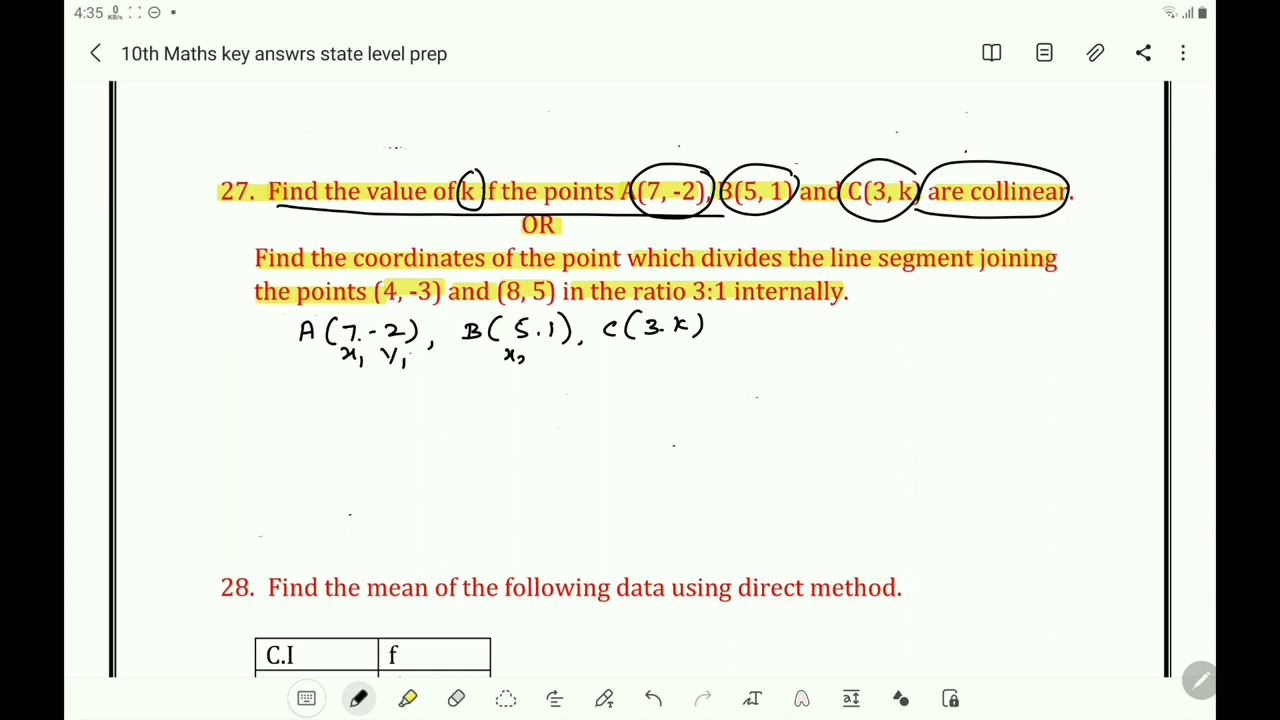 4:35 0 KB/s
10th Maths key answrs state level prep
27. Find the value of k if the points A(7, -2), B(5, 1) and C(3, k) are collinear.
OR
Find the coordinates of the point which divides the line segment joining
the points (4, -3) and (8, 5) in the ratio 3:1 internally.
A(7.-2), B(5.1), C(3.k)
x₁ y₁ x₂
28. Find the mean of the following data using direct method.
C.I f